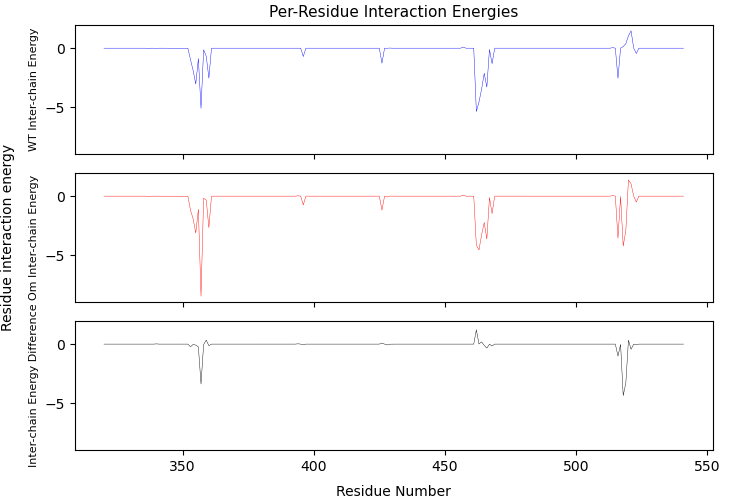 Per-Residue Interaction Energies
Residue interaction energy
WT Inter-chain Energy
0
−5
Om Inter-chain Energy
0
−5
Inter-chain Energy Difference
0
−5
350
400
450
500
550
Residue Number